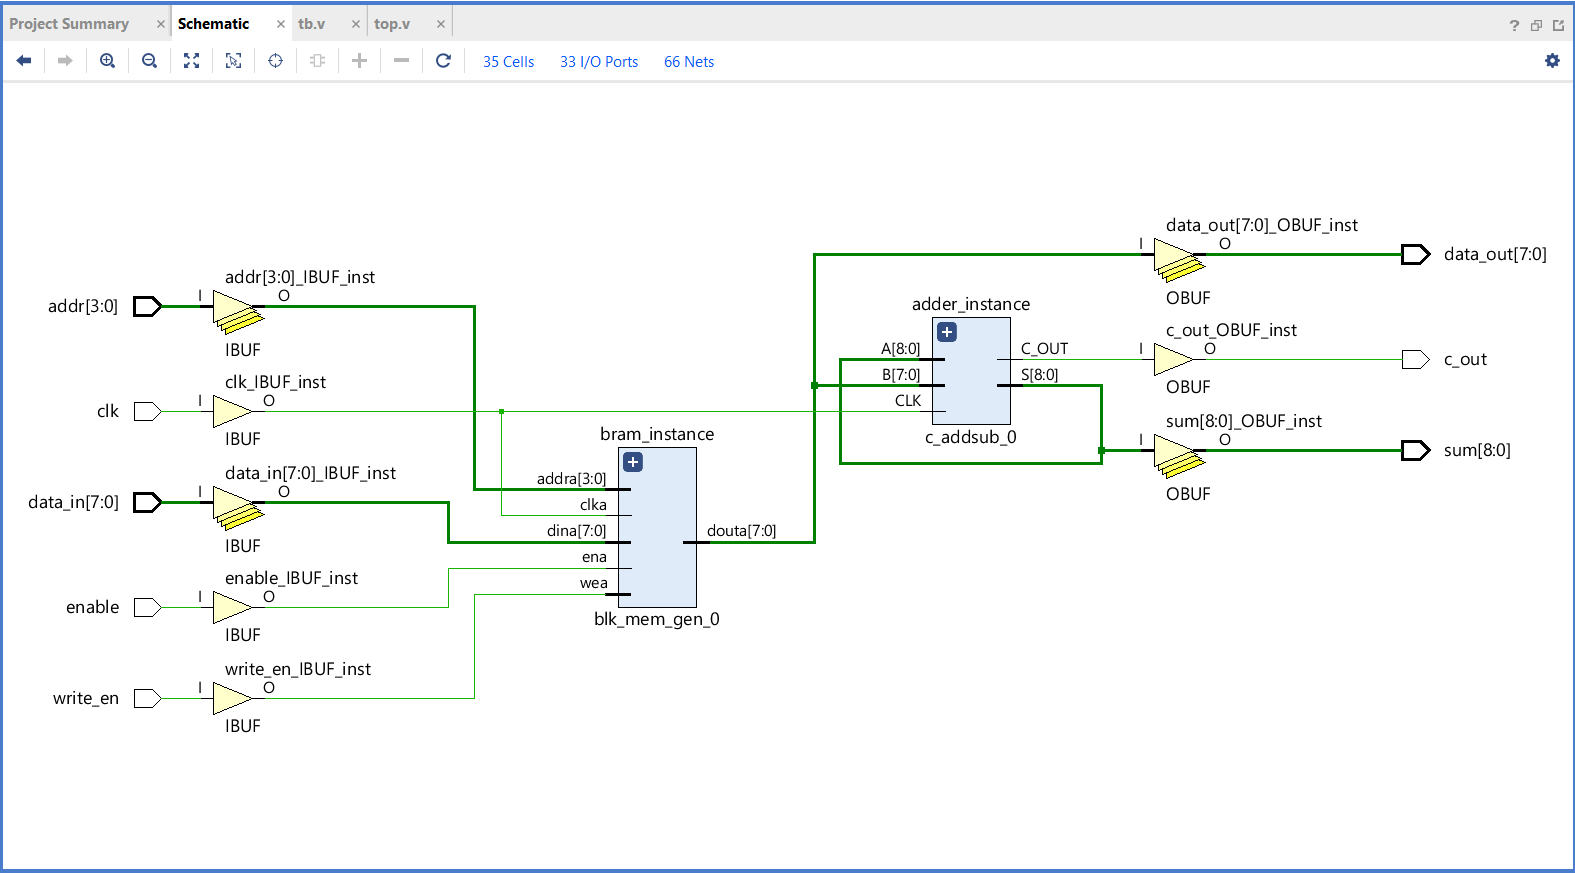 Project Summary × Schematic × tb.v × top.v × ?
35 Cells 33 I/O Ports 66 Nets
data_out[7:0]_OBUF_inst
I O
data_out[7:0]
OBUF
addr[3:0]_IBUF_inst
I O
addr[3:0]
IBUF
adder_instance
A[8:0] C_OUT
B[7:0] S[8:0]
CLK
c_addsub_0
c_out_OBUF_inst
I O
c_out
OBUF
clk_IBUF_inst
I O
clk
IBUF
sum[8:0]_OBUF_inst
I O
sum[8:0]
OBUF
bram_instance
addra[3:0]
clka
dina[7:0] douta[7:0]
ena
wea
blk_mem_gen_0
data_in[7:0]_IBUF_inst
I O
data_in[7:0]
IBUF
enable_IBUF_inst
I O
enable
IBUF
write_en_IBUF_inst
I O
write_en
IBUF